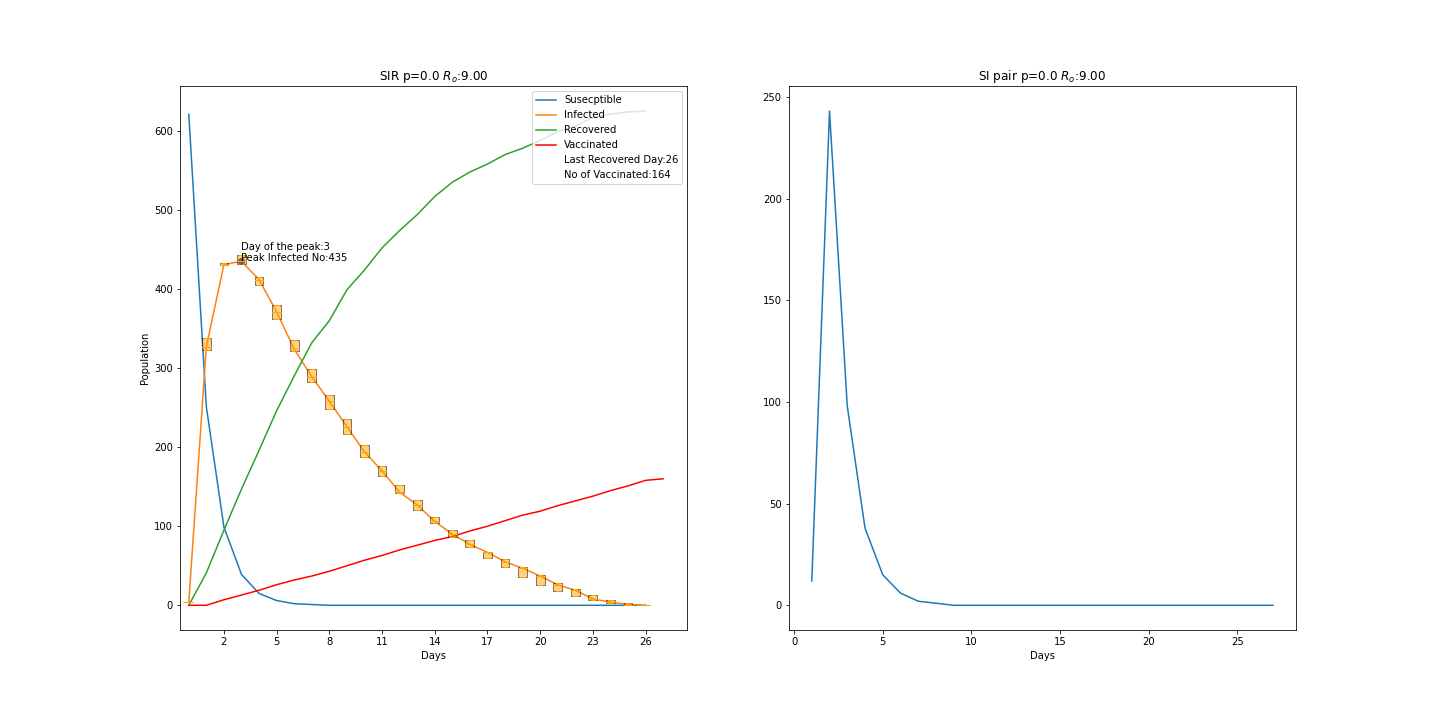 SIR p=0.0 Ro:9.00
Susecptible
Infected
Recovered
Vaccinated
Last Recovered Day:26
No of Vaccinated:164
Day of the peak:3
Peak Infected No:435
Population
600
500
400
300
200
100
0
2 5 8 11 14 17 20 23 26
Days
SI pair p=0.0 Ro:9.00
250
200
150
100
50
0
0 5 10 15 20 25
Days